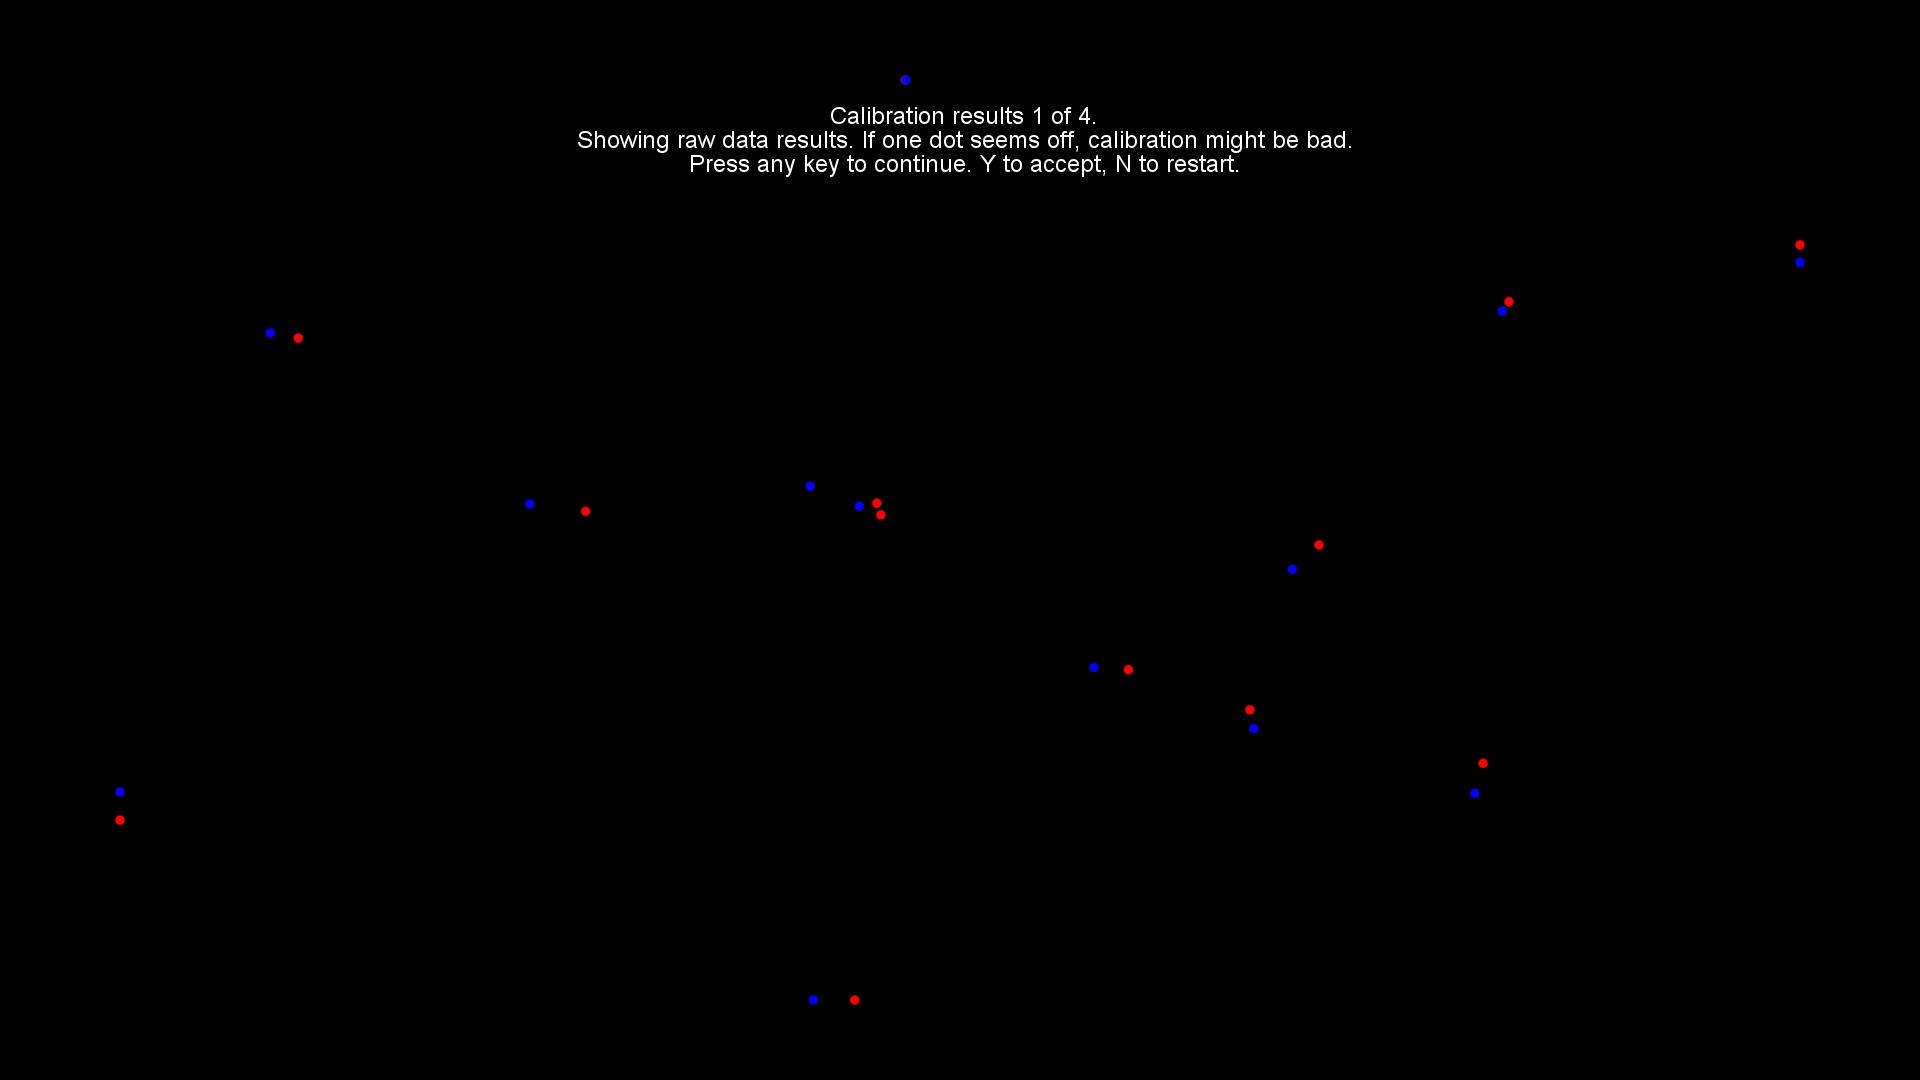 Calibration results 1 of 4.
Showing raw data results. If one dot seems off, calibration might be bad.
Press any key to continue. Y to accept, N to restart.